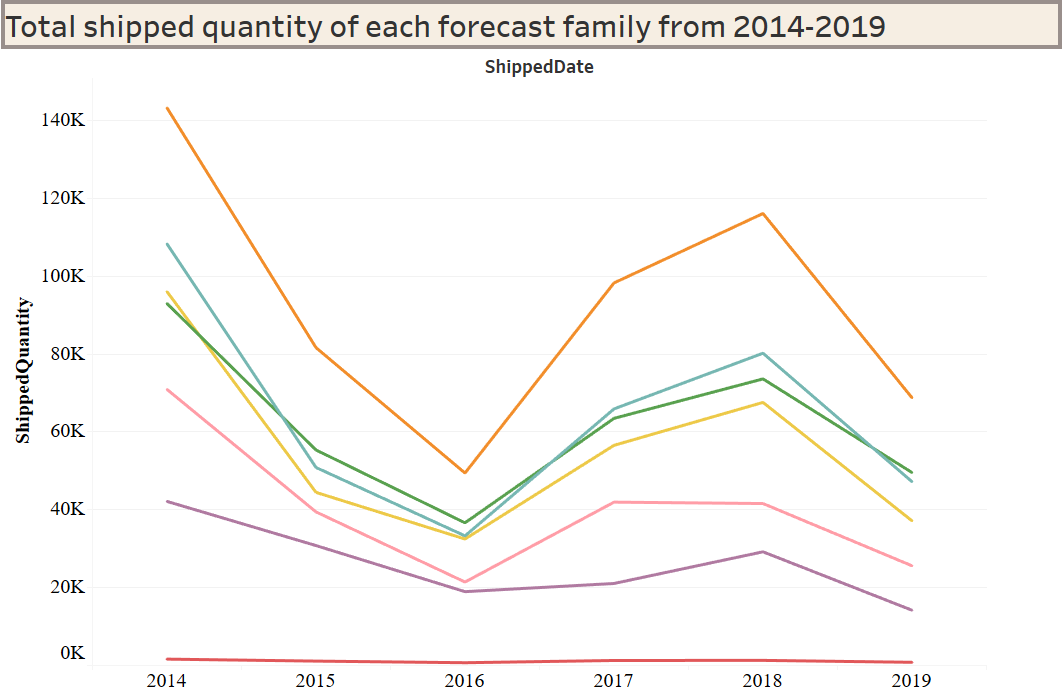 Total shipped quantity of each forecast family from 2014-2019
ShippedDate
140K
120K
100K
80K
60K
40K
20K
0K
ShippedQuantity
2014 2015 2016 2017 2018 2019